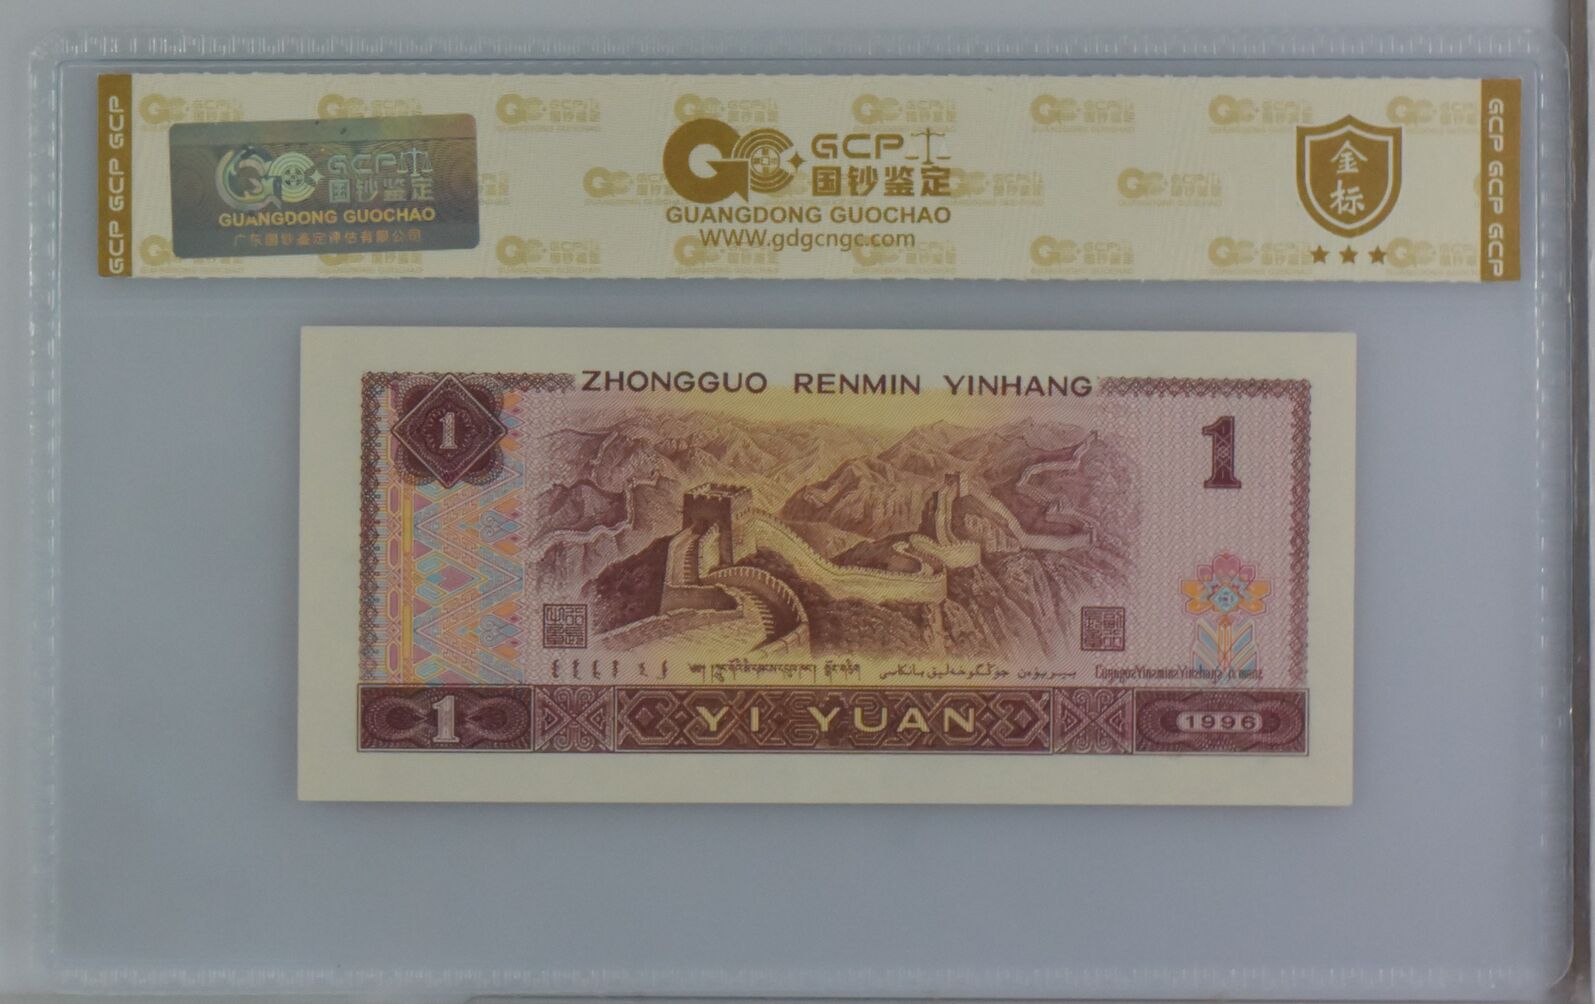 GCP GCP GCP GCP
GCP
国钞鉴定
GUANGDONG GUOCHAO
广东国钞鉴定评估有限公司
GCP
国钞鉴定
GUANGDONG GUOCHAO
WWW.gdgcngc.com
金
标
GCP GCP GCP GCP
ZHONGGUO RENMIN YINHANG
1
1
1
YI YUAN
1996